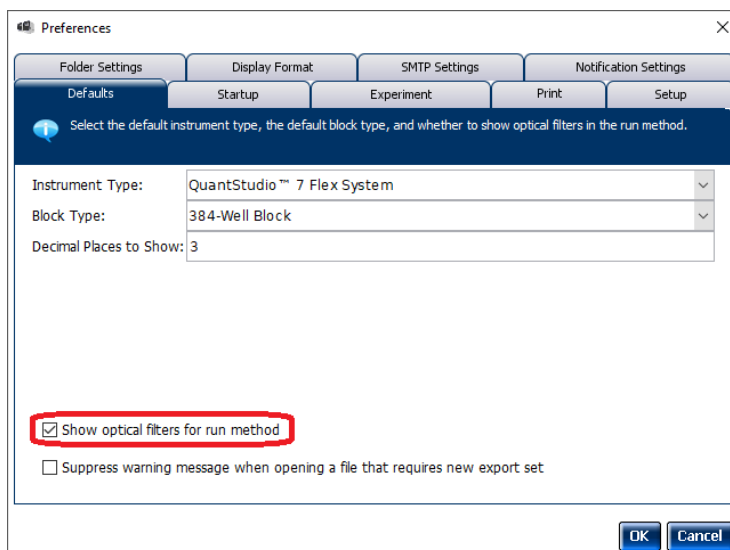 Preferences
Folder Settings
Display Format
SMTP Settings
Notification Settings
Defaults
Startup
Experiment
Print
Setup
Select the default instrument type, the default block type, and whether to show optical filters in the run method.
Instrument Type: QuantStudio™ 7 Flex System
Block Type: 384-Well Block
Decimal Places to Show: 3
Show optical filters for run method
Suppress warning message when opening a file that requires new export set
OK Cancel